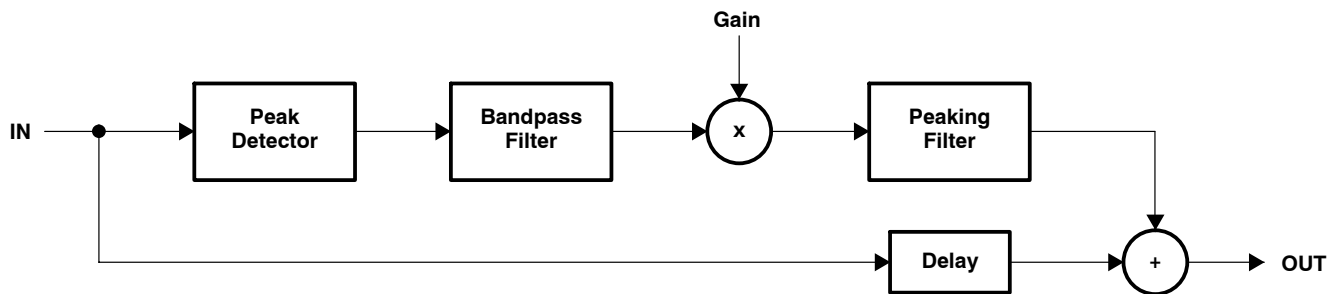 Gain
IN
Peak
Detector
Bandpass
Filter
x
Peaking
Filter
Delay
+
OUT